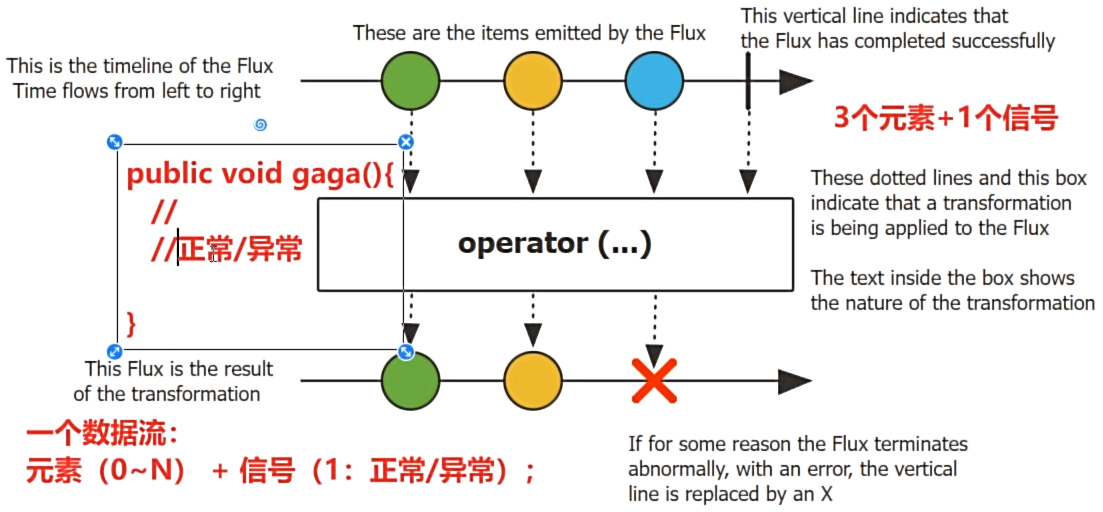 These are the items emitted by the Flux
This vertical line indicates that
the Flux has completed successfully
This is the timeline of the Flux
Time flows from left to right
3个元素+1个信号
public void gaga(){
//
//正常/异常
}
operator (...)
These dotted lines and this box
indicate that a transformation
is being applied to the Flux
The text inside the box shows
the nature of the transformation
This Flux is the result
of the transformation
一个数据流:
元素（0~N） + 信号（1：正常/异常）;
If for some reason the Flux terminates
abnormally, with an error, the vertical
line is replaced by an X